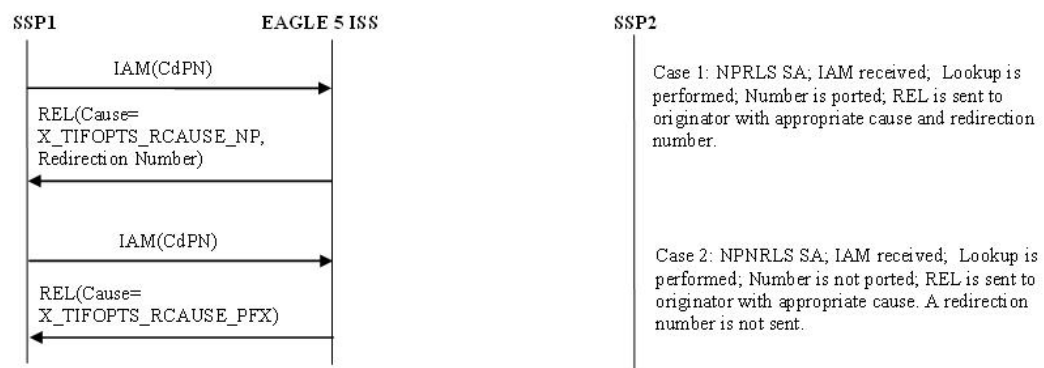 SSP1 EAGLE 5 ISS SSP2
IAM(CdPN)
REL(Cause=
X_TIFOPTS_RCAUSE_NP,
Redirection Number)
Case 1: NPRLS SA; IAM received; Lookup is
performed; Number is ported; REL is sent to
originator with appropriate cause and redirection
number.
IAM(CdPN)
REL(Cause=
X_TIFOPTS_RCAUSE_PFX)
Case 2: NPNRLS SA; IAM received; Lookup is
performed; Number is not ported; REL is sent to
originator with appropriate cause. A redirection
number is not sent.